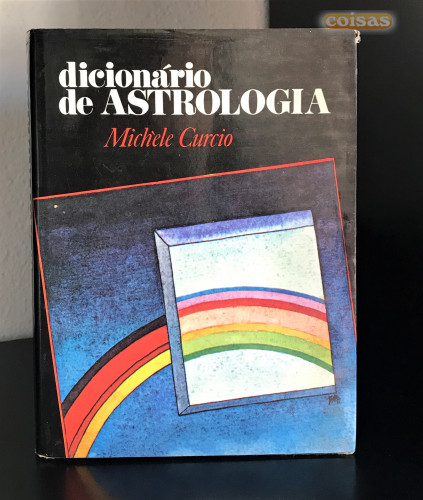 coisas
dicionário
de ASTROLOGIA
Michele Curcio